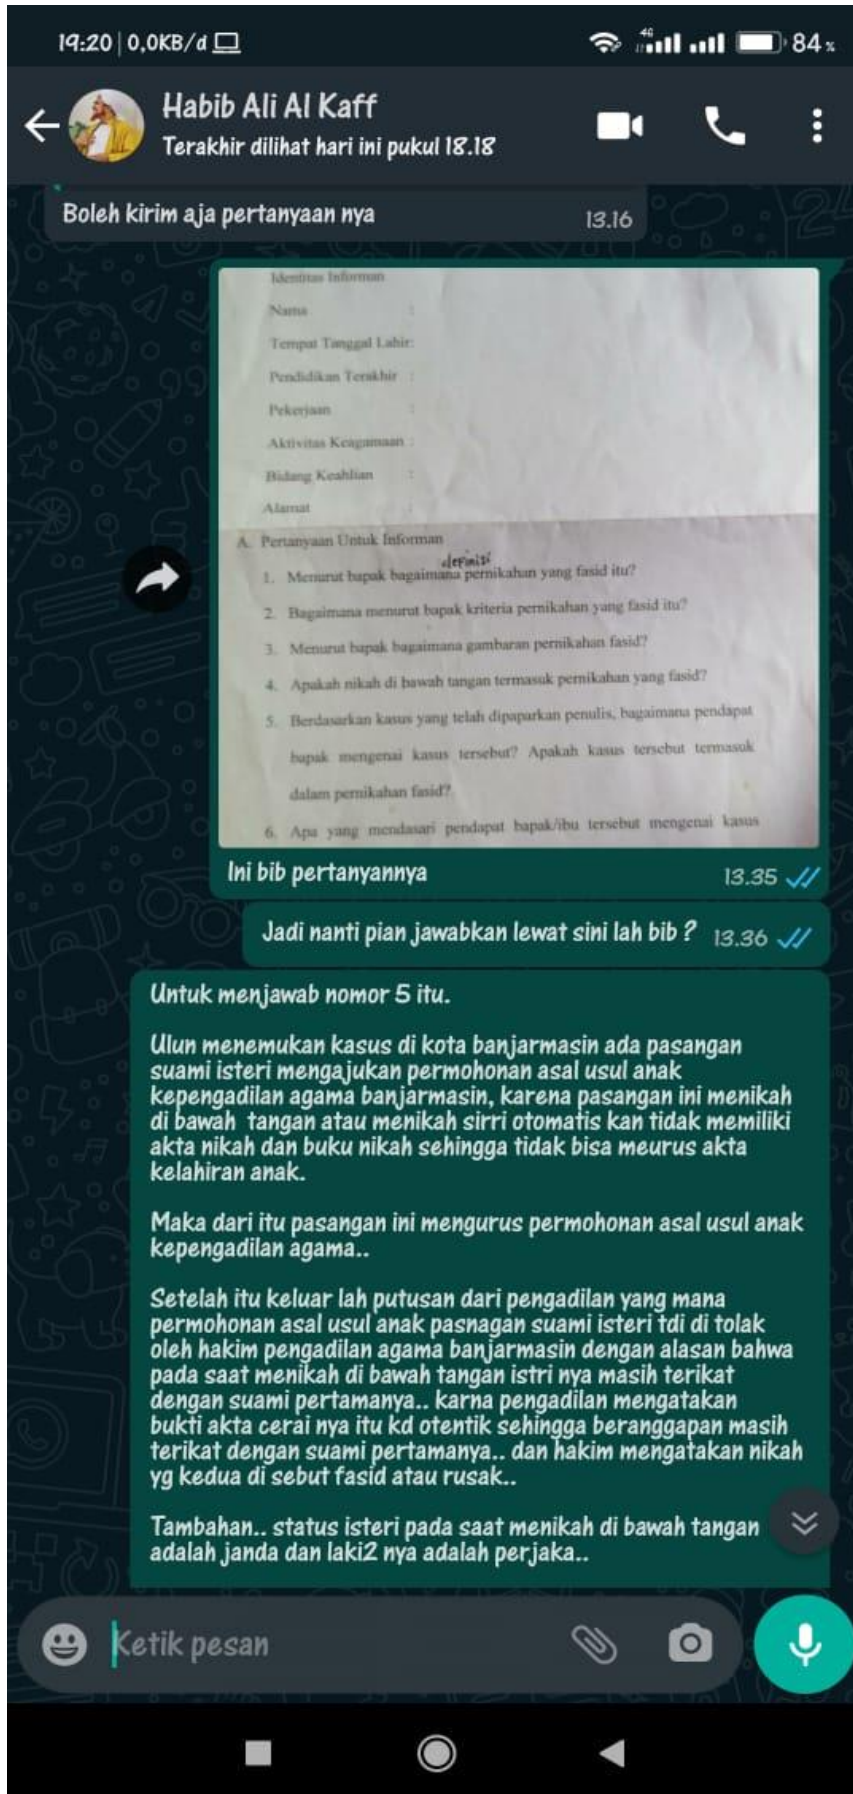 19:20 | 0,0KB/d
4G
84%
Habib Ali Al Kaff
Terakhir dilihat hari ini pukul 18.18
Boleh kirim aja pertanyaan nya
13.16
Identitas Informan
Nama :
Tempat Tanggal Lahir:
Pendidikan Terakhir :
Pekerjaan :
Aktivitas Keagamaan :
Bidang Keahlian :
Alamat :
A. Pertanyaan Untuk Informan
definisi
1. Menurut bapak bagaimana pernikahan yang fasid itu?
2. Bagaimana menurut bapak kriteria pernikahan yang fasid itu?
3. Menurut bapak bagaimana gambaran pernikahan fasid?
4. Apakah nikah di bawah tangan termasuk pernikahan yang fasid?
5. Berdasarkan kasus yang telah dipaparkan penulis, bagaimana pendapat
bapak mengenai kasus tersebut? Apakah kasus tersebut termasuk
dalam pernikahan fasid?
6. Apa yang mendasari pendapat bapak/ibu tersebut mengenai kasus
Ini bib pertanyannya
13.35
Jadi nanti pian jawabkan lewat sini lah bib ? 13.36
Untuk menjawab nomor 5 itu.
Ulun menemukan kasus di kota banjarmasin ada pasangan
suami isteri mengajukan permohonan asal usul anak
kepengadilan agama banjarmasin, karena pasangan ini menikah
di bawah tangan atau menikah sirri otomatis kan tidak memiliki
akta nikah dan buku nikah sehingga tidak bisa meurus akta
kelahiran anak.
Maka dari itu pasangan ini mengurus permohonan asal usul anak
kepengadilan agama..
Setelah itu keluar lah putusan dari pengadilan yang mana
permohonan asal usul anak pasnagan suami isteri tdi di tolak
oleh hakim pengadilan agama banjarmasin dengan alasan bahwa
pada saat menikah di bawah tangan istri nya masih terikat
dengan suami pertamanya.. karna pengadilan mengatakan
bukti akta cerai nya itu kd otentik sehingga beranggapan masih
terikat dengan suami pertamanya.. dan hakim mengatakan nikah
yg kedua di sebut fasid atau rusak..
Tambahan.. status isteri pada saat menikah di bawah tangan
adalah janda dan laki2 nya adalah perjaka..
Ketik pesan